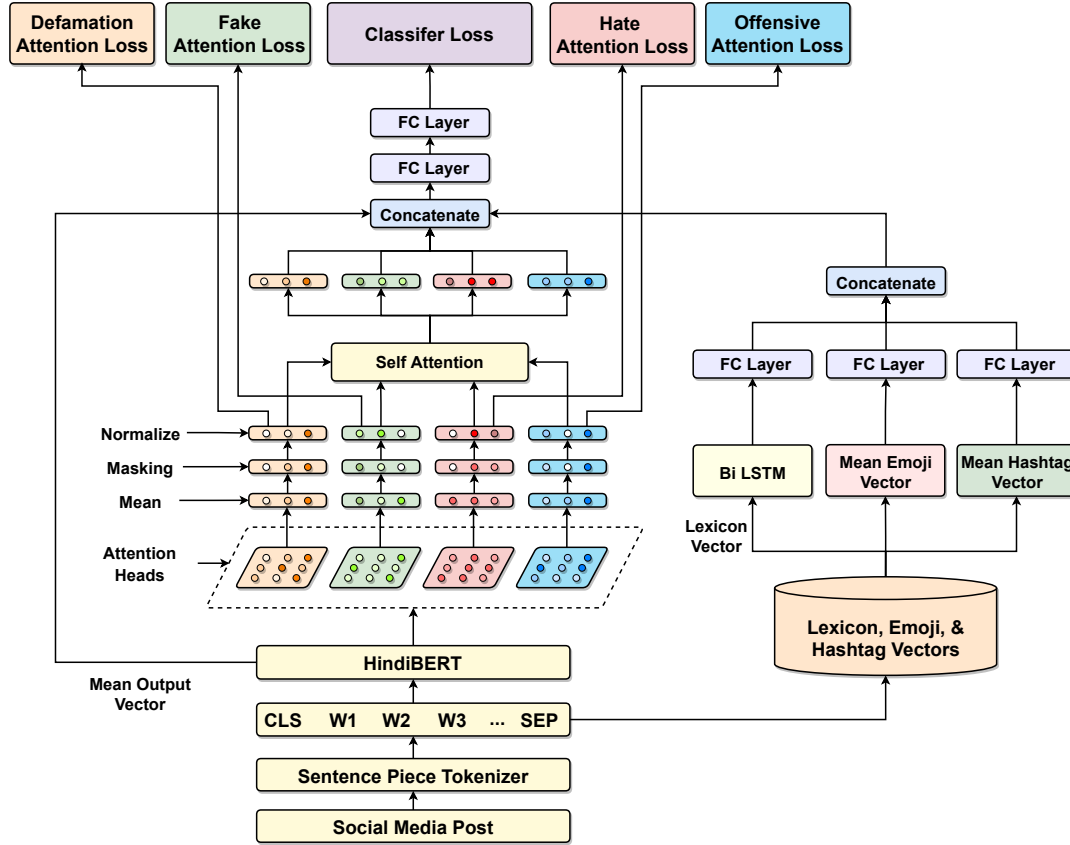 Defamation
Attention Loss
Fake
Attention Loss
Classifer Loss
Hate
Attention Loss
Offensive
Attention Loss
FC Layer
FC Layer
Concatenate
Concatenate
Self Attention
FC Layer
FC Layer
FC Layer
Normalize
Masking
Mean
Bi LSTM
Mean Emoji
Vector
Mean Hashtag
Vector
Lexicon
Vector
Attention
Heads
Lexicon, Emoji, &
Hashtag Vectors
HindiBERT
Mean Output
Vector
CLS W1 W2 W3 ... SEP
Sentence Piece Tokenizer
Social Media Post